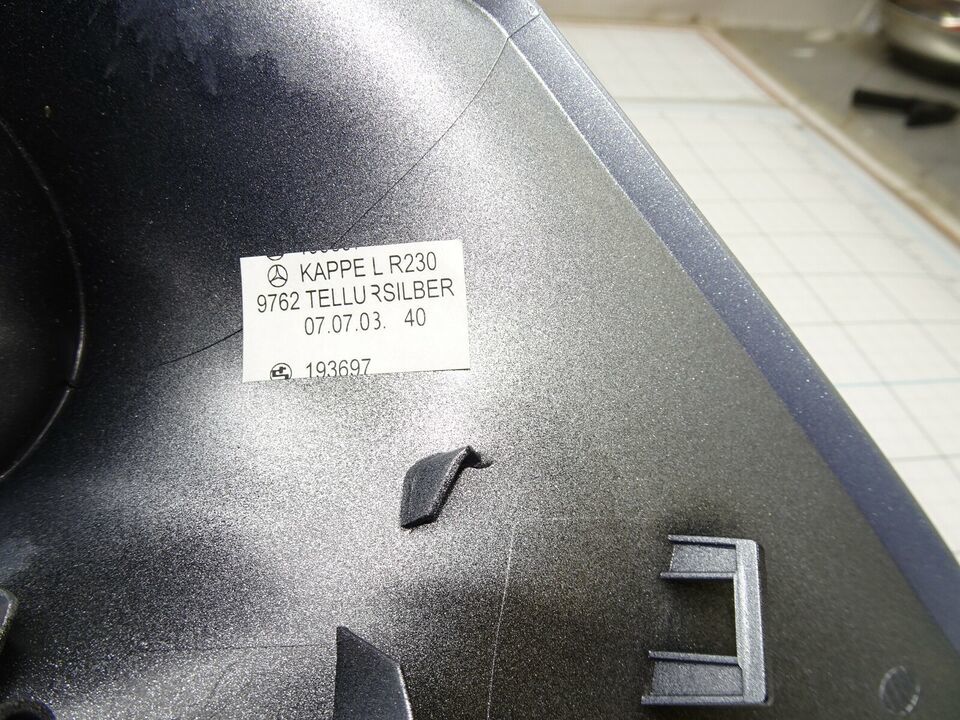 KAPPE L R230
9762 TELLURSILBER
07.07.03. 40
193697